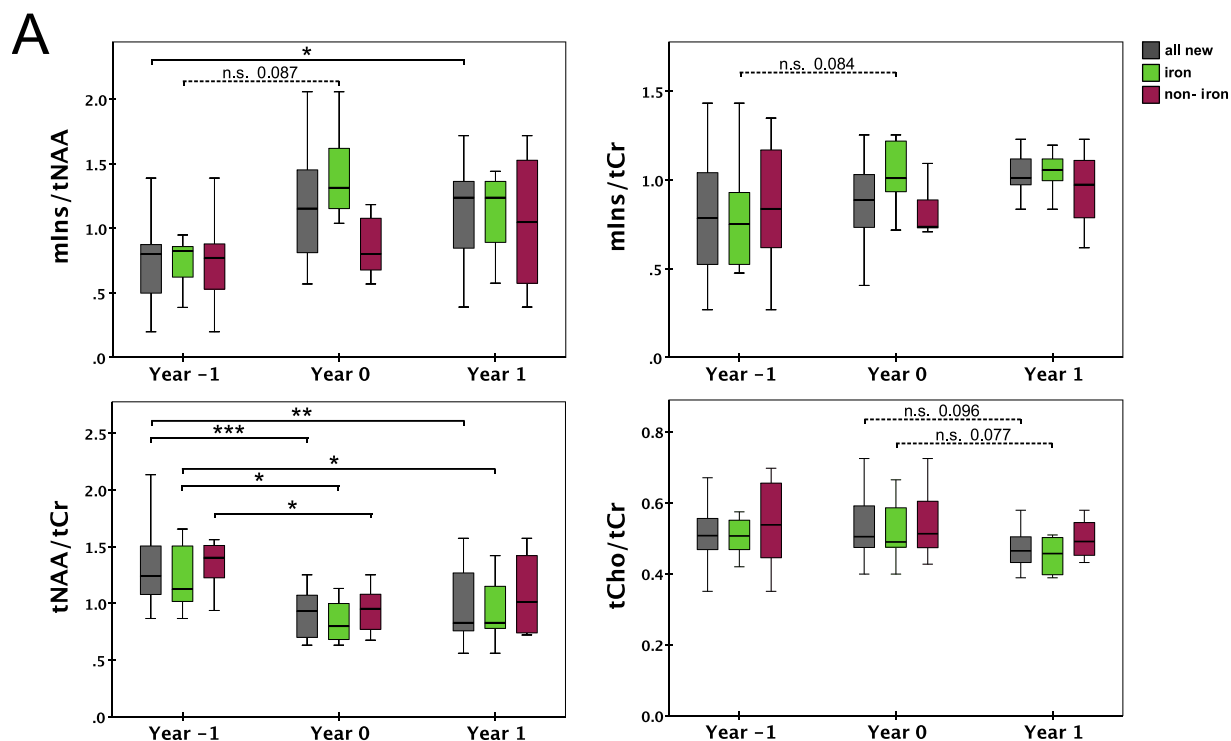 A
all new
iron
non- iron
mIns/tNAA
2.0
1.5
1.0
.5
.0
*
n.s. 0.087
Year -1
Year 0
Year 1
mIns/tCr
1.5
1.0
.5
.0
n.s. 0.084
Year -1
Year 0
Year 1
tNAA/tCr
2.5
2.0
1.5
1.0
.5
.0
**
***
*
*
*
Year -1
Year 0
Year 1
tCho/tCr
0.8
0.6
0.4
0.2
0.0
n.s. 0.096
n.s. 0.077
Year -1
Year 0
Year 1